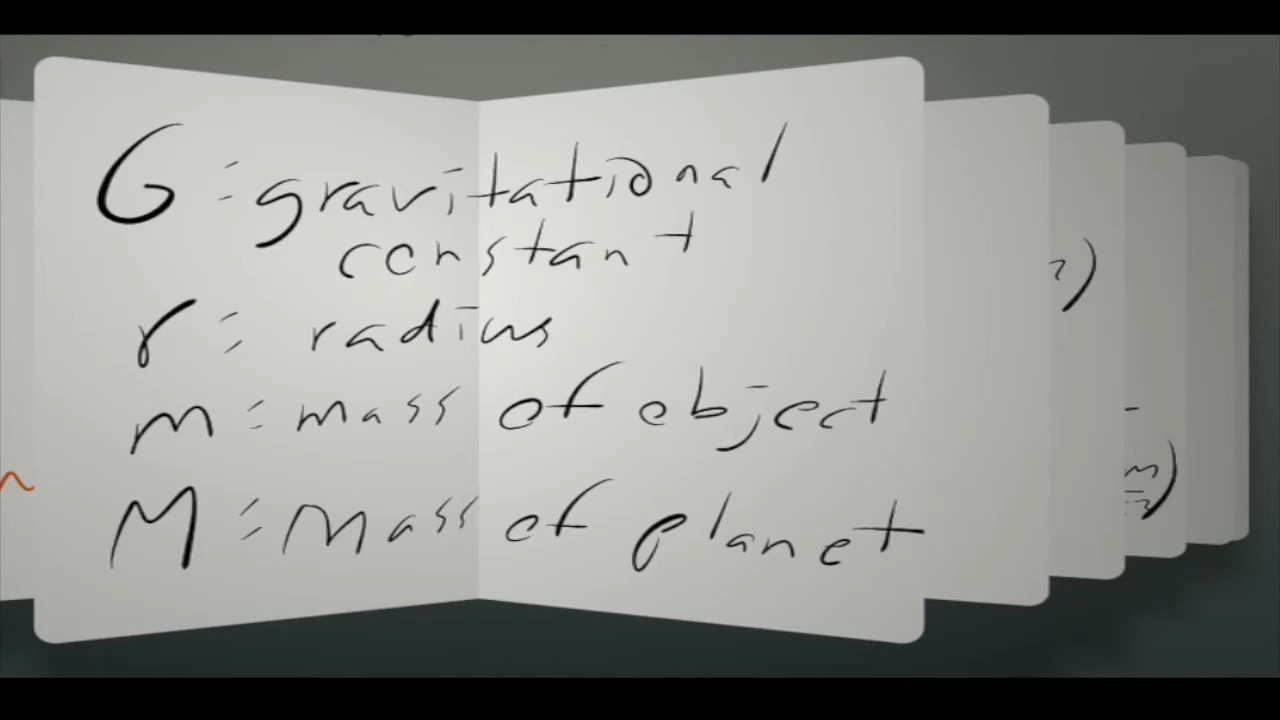 G = gravitational
constant
r = radius
m = mass of object
M = Mass of planet